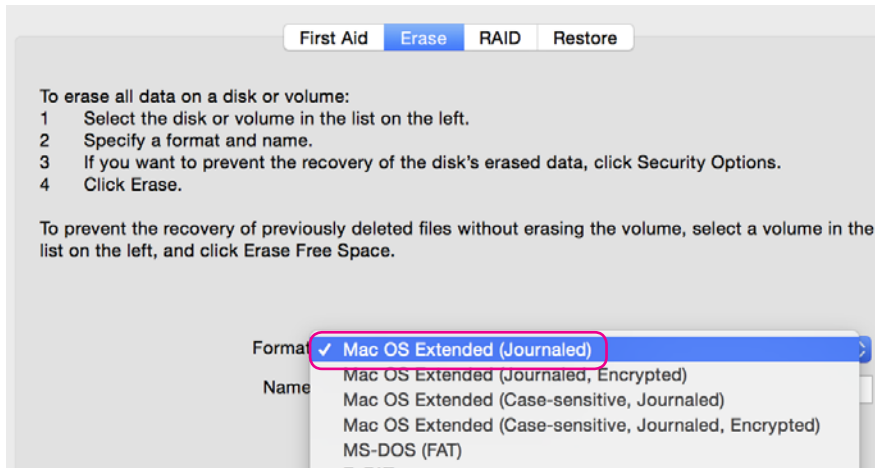 First Aid Erase RAID Restore
To erase all data on a disk or volume:
1 Select the disk or volume in the list on the left.
2 Specify a format and name.
3 If you want to prevent the recovery of the disk's erased data, click Security Options.
4 Click Erase.
To prevent the recovery of previously deleted files without erasing the volume, select a volume in the
list on the left, and click Erase Free Space.
Format ✓ Mac OS Extended (Journaled)
Name
Mac OS Extended (Journaled, Encrypted)
Mac OS Extended (Case-sensitive, Journaled)
Mac OS Extended (Case-sensitive, Journaled, Encrypted)
MS-DOS (FAT)